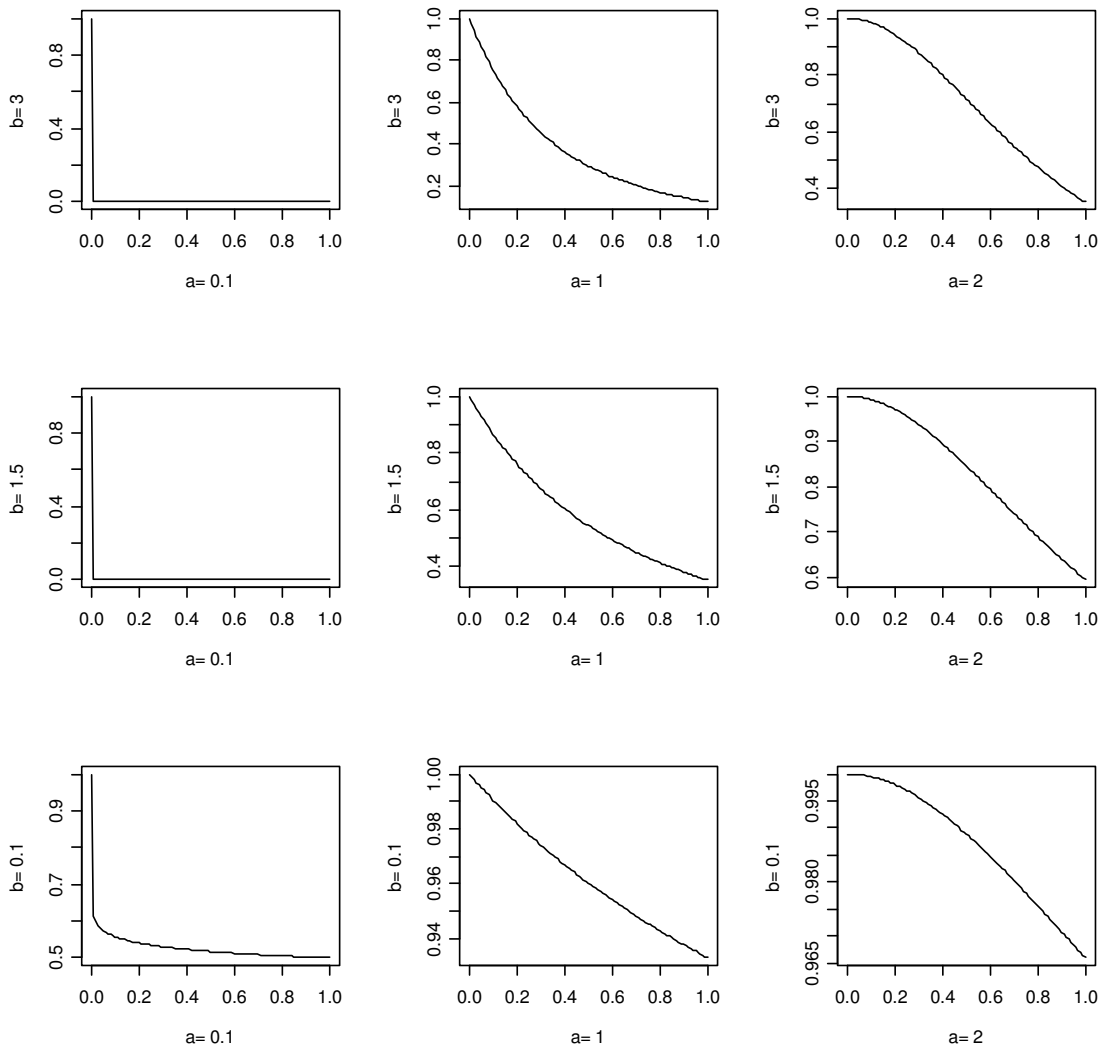 b= 3
0.0 0.4 0.8
0.0 0.2 0.4 0.6 0.8 1.0
a= 0.1
b= 3
0.2 0.4 0.6 0.8 1.0
0.0 0.2 0.4 0.6 0.8 1.0
a= 1
b= 3
0.4 0.6 0.8 1.0
0.0 0.2 0.4 0.6 0.8 1.0
a= 2
b= 1.5
0.0 0.4 0.8
0.0 0.2 0.4 0.6 0.8 1.0
a= 0.1
b= 1.5
0.4 0.6 0.8 1.0
0.0 0.2 0.4 0.6 0.8 1.0
a= 1
b= 1.5
0.6 0.7 0.8 0.9 1.0
0.0 0.2 0.4 0.6 0.8 1.0
a= 2
b= 0.1
0.5 0.7 0.9
0.0 0.2 0.4 0.6 0.8 1.0
a= 0.1
b= 0.1
0.94 0.96 0.98 1.00
0.0 0.2 0.4 0.6 0.8 1.0
a= 1
b= 0.1
0.965 0.980 0.995
0.0 0.2 0.4 0.6 0.8 1.0
a= 2